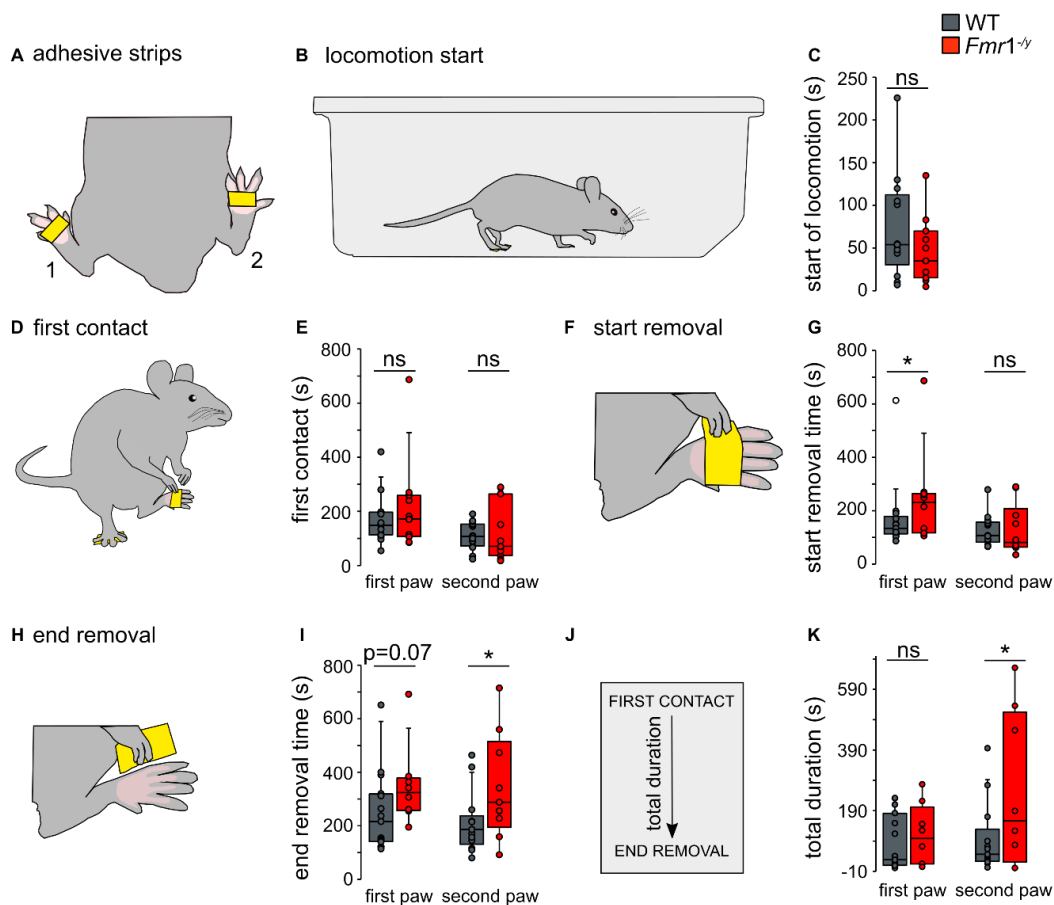 WT
Fmr1-/y
A adhesive strips
1
2
B locomotion start
C
start of locomotion (s)
250
200
150
100
50
0
ns
D first contact
E
first contact (s)
800
600
400
200
0
ns
ns
first paw
second paw
F start removal
G
start removal time (s)
800
600
400
200
0
*
ns
first paw
second paw
H end removal
I
end removal time (s)
800
600
400
200
0
p=0.07
*
first paw
second paw
J
FIRST CONTACT
total duration
END REMOVAL
K
total duration (s)
590
390
190
-10
ns
*
first paw
second paw